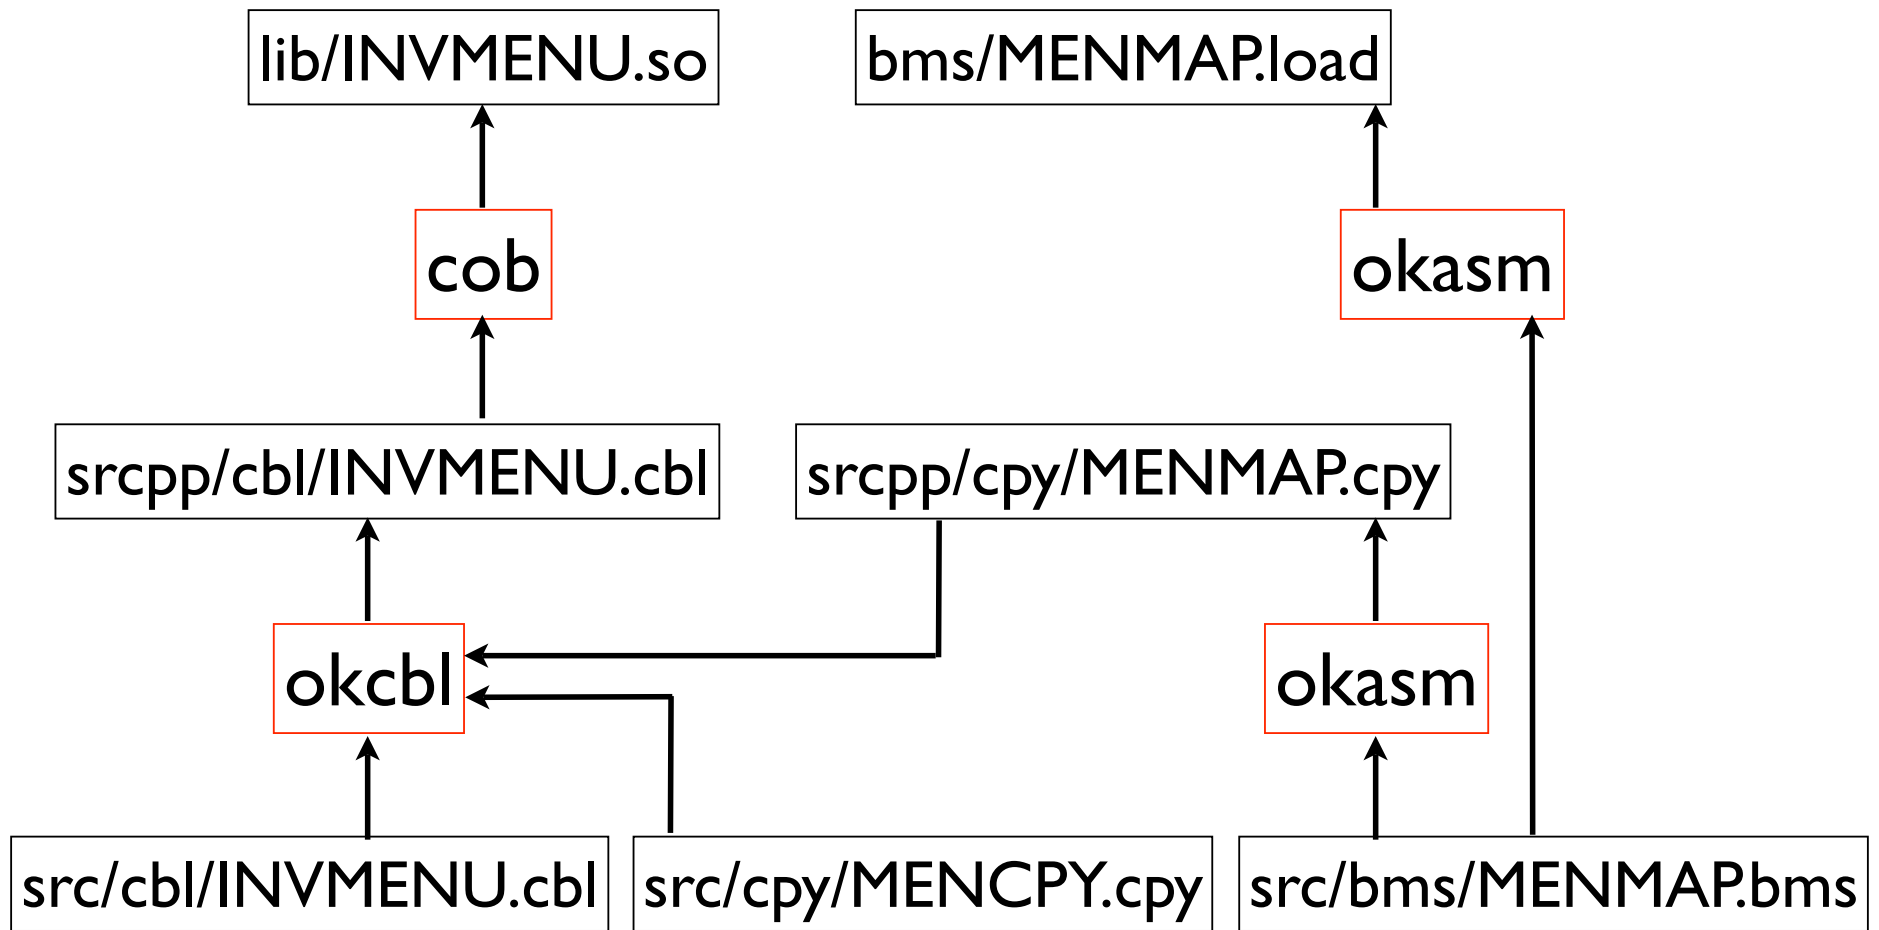 lib/INVMENU.so
bms/MENMAP.load
cob
okasm
srcpp/cbl/INVMENU.cbl
srcpp/cpy/MENMAP.cpy
okcbl
okasm
src/cbl/INVMENU.cbl
src/cpy/MENCPY.cpy
src/bms/MENMAP.bms